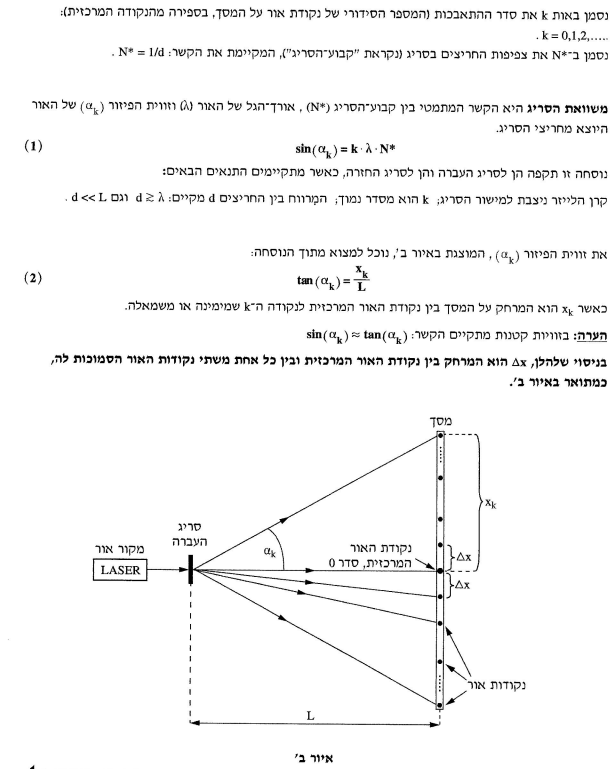 נסמן באות k את סדר ההתאבכות (המספר הסידורי של נקודת אור על המסך, בספירה מהנקודה המרכזית):
k = 0,1,2,..... .
נסמן ב־*N את צפיפות החריצים בסריג (נקראת "קבוע־הסריג"), המקיימת את הקשר: N* = 1/d .
משוואת הסריג היא הקשר המתמטי בין קבוע־הסריג (N*) , אורך־הגל של האור (λ) וזווית הפיזור (αk) של האור
היוצא מחריצי הסריג.
(1) sin(αk) = k · λ · N*
נוסחה זו תקפה הן לסריג העברה והן לסריג החזרה, כאשר מתקיימים התנאים הבאים:
קרן הלייזר ניצבת למישור הסריג; k הוא מסדר נמוך; המִרווח בין החריצים d מקיים: d ≳ λ וגם d << L .
את זווית הפיזור (αk) , המוצגת באיור ב', נוכל למצוא מתוך הנוסחה:
(2) tan(αk) = xk/L
כאשר xk הוא המרחק על המסך בין נקודת האור המרכזית לנקודה ה־k שמימינה או משמאלה.
הערה: בזוויות קטנות מתקיים הקשר: sin(αk) ≈ tan(αk)
בניסוי שלהלן, Δx הוא המרחק בין נקודת האור המרכזית ובין כל אחת משתי נקודות האור הסמוכות לה,
כמתואר באיור ב'.
מסך
xk
סריג
העברה
מקור אור
LASER
αk
נקודת האור
המרכזית, סדר 0
Δx
Δx
נקודות אור
L
איור ב'